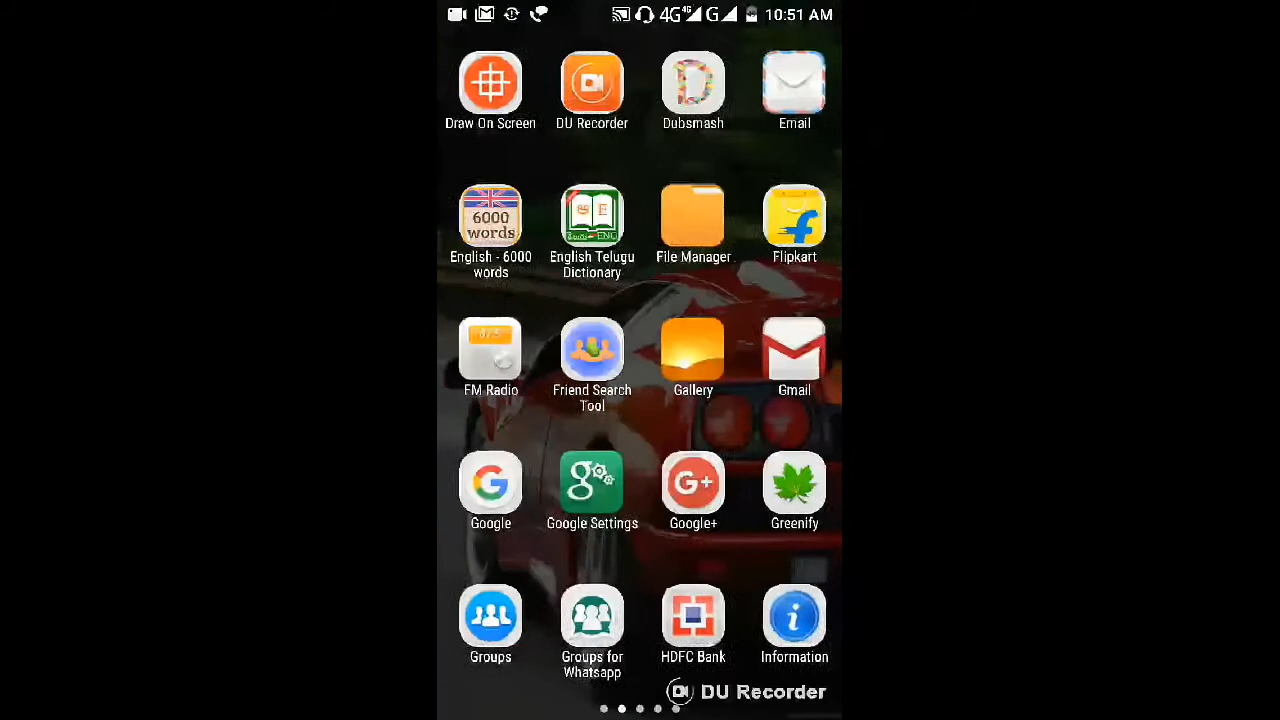 4G 4G G 10:51 AM
Draw On Screen DU Recorder Dubsmash Email
6000
words
English - 6000 words
English Telugu Dictionary
File Manager
Flipkart
FM Radio
Friend Search Tool
Gallery
Gmail
Google Google Settings Google+ Greenify
Groups
Groups for Whatsapp
HDFC Bank
Information
DU Recorder